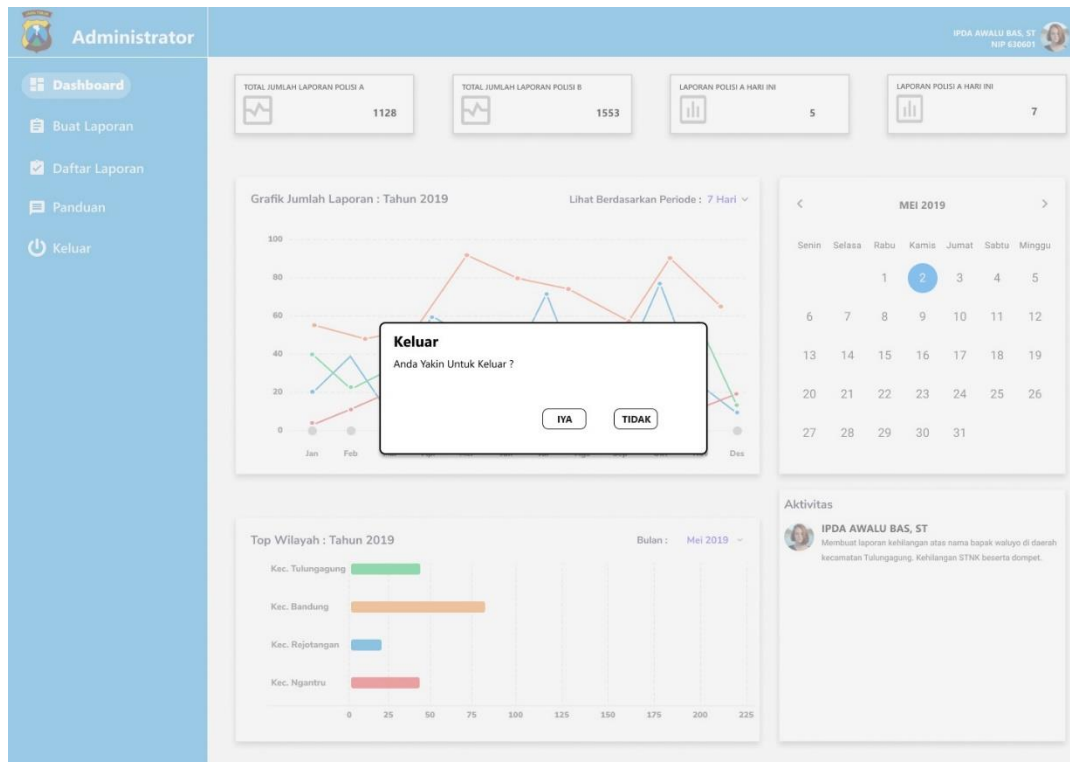 Administrator
IPDA AWALU BAS, ST
NIP 630601
Dashboard
Buat Laporan
Daftar Laporan
Panduan
Keluar
TOTAL JUMLAH LAPORAN POLISI A
1128
TOTAL JUMLAH LAPORAN POLISI B
1553
LAPORAN POLISI A HARI INI
5
LAPORAN POLISI A HARI INI
7
Grafik Jumlah Laporan : Tahun 2019
Lihat Berdasarkan Periode : 7 Hari
100
80
60
40
20
0
Jan Feb
Des
Keluar
Anda Yakin Untuk Keluar ?
IYA TIDAK
MEI 2019
Senin Selasa Rabu Kamis Jumat Sabtu Minggu
1 2 3 4 5
6 7 8 9 10 11 12
13 14 15 16 17 18 19
20 21 22 23 24 25 26
27 28 29 30 31
Top Wilayah : Tahun 2019
Bulan : Mei 2019
Kec. Tulungagung
Kec. Bandung
Kec. Rejotangan
Kec. Ngantru
0 25 50 75 100 125 150 175 200 225
Aktivitas
IPDA AWALU BAS, ST
Membuat laporan kehilangan atas nama bapak waluyo di daerah
kecamatan Tulungagung. Kehilangan STNK beserta dompet.